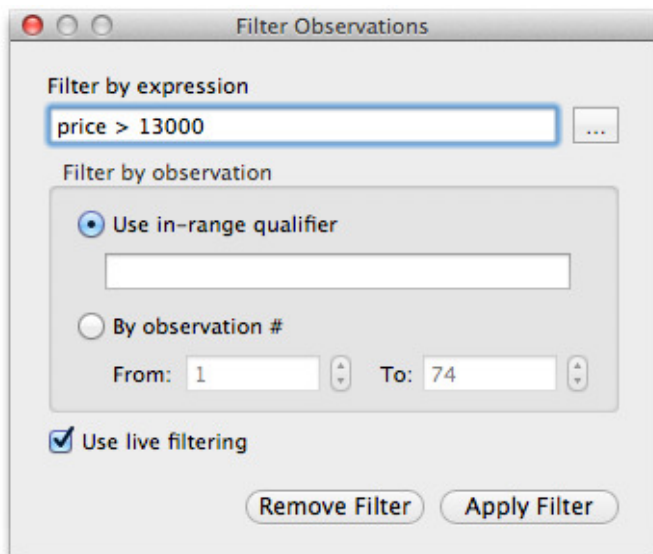 Filter Observations
Filter by expression
price > 13000
...
Filter by observation
Use in-range qualifier
By observation #
From: 1 To: 74
Use live filtering
Remove Filter Apply Filter